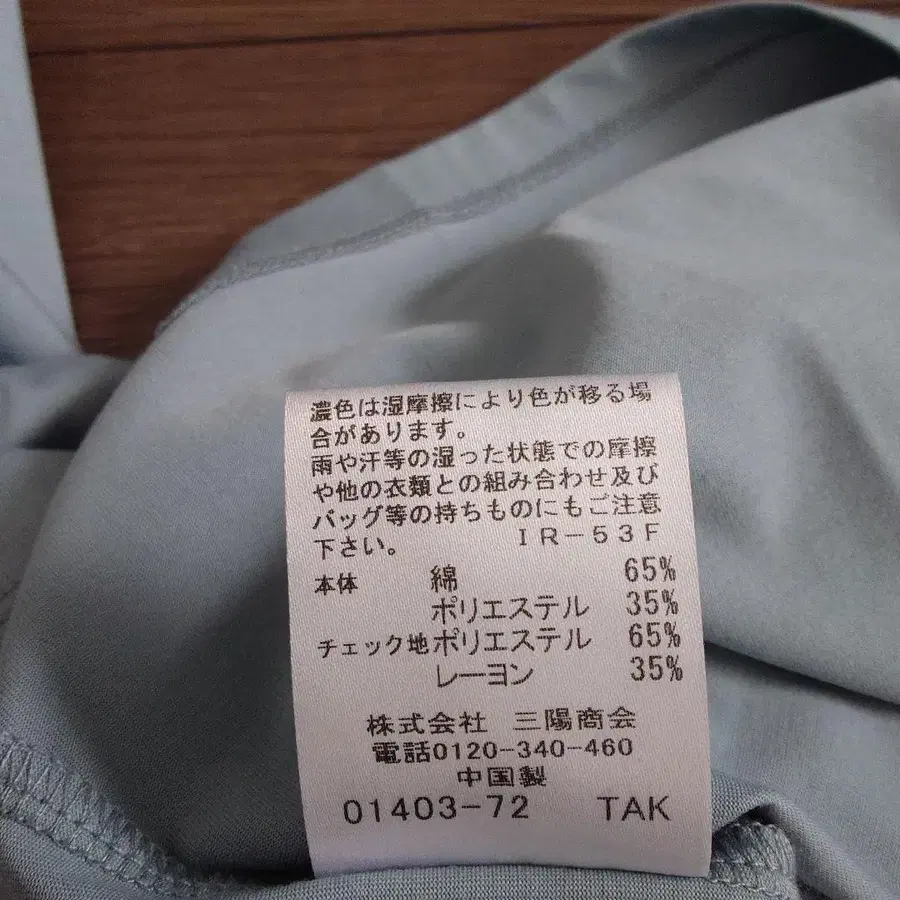 濃色は湿摩擦により色が移る場
合があります。
雨や汗等の湿った状態での摩擦
や他の衣類との組み合わせ及び
バッグ等の持ちものにもご注意
下さい。 IR-53F
本体 綿 65%
ポリエステル 35%
チェック地 ポリエステル 65%
レーヨン 35%
株式会社 三陽商会
電話0120-340-460
中国製
01403-72 TAK